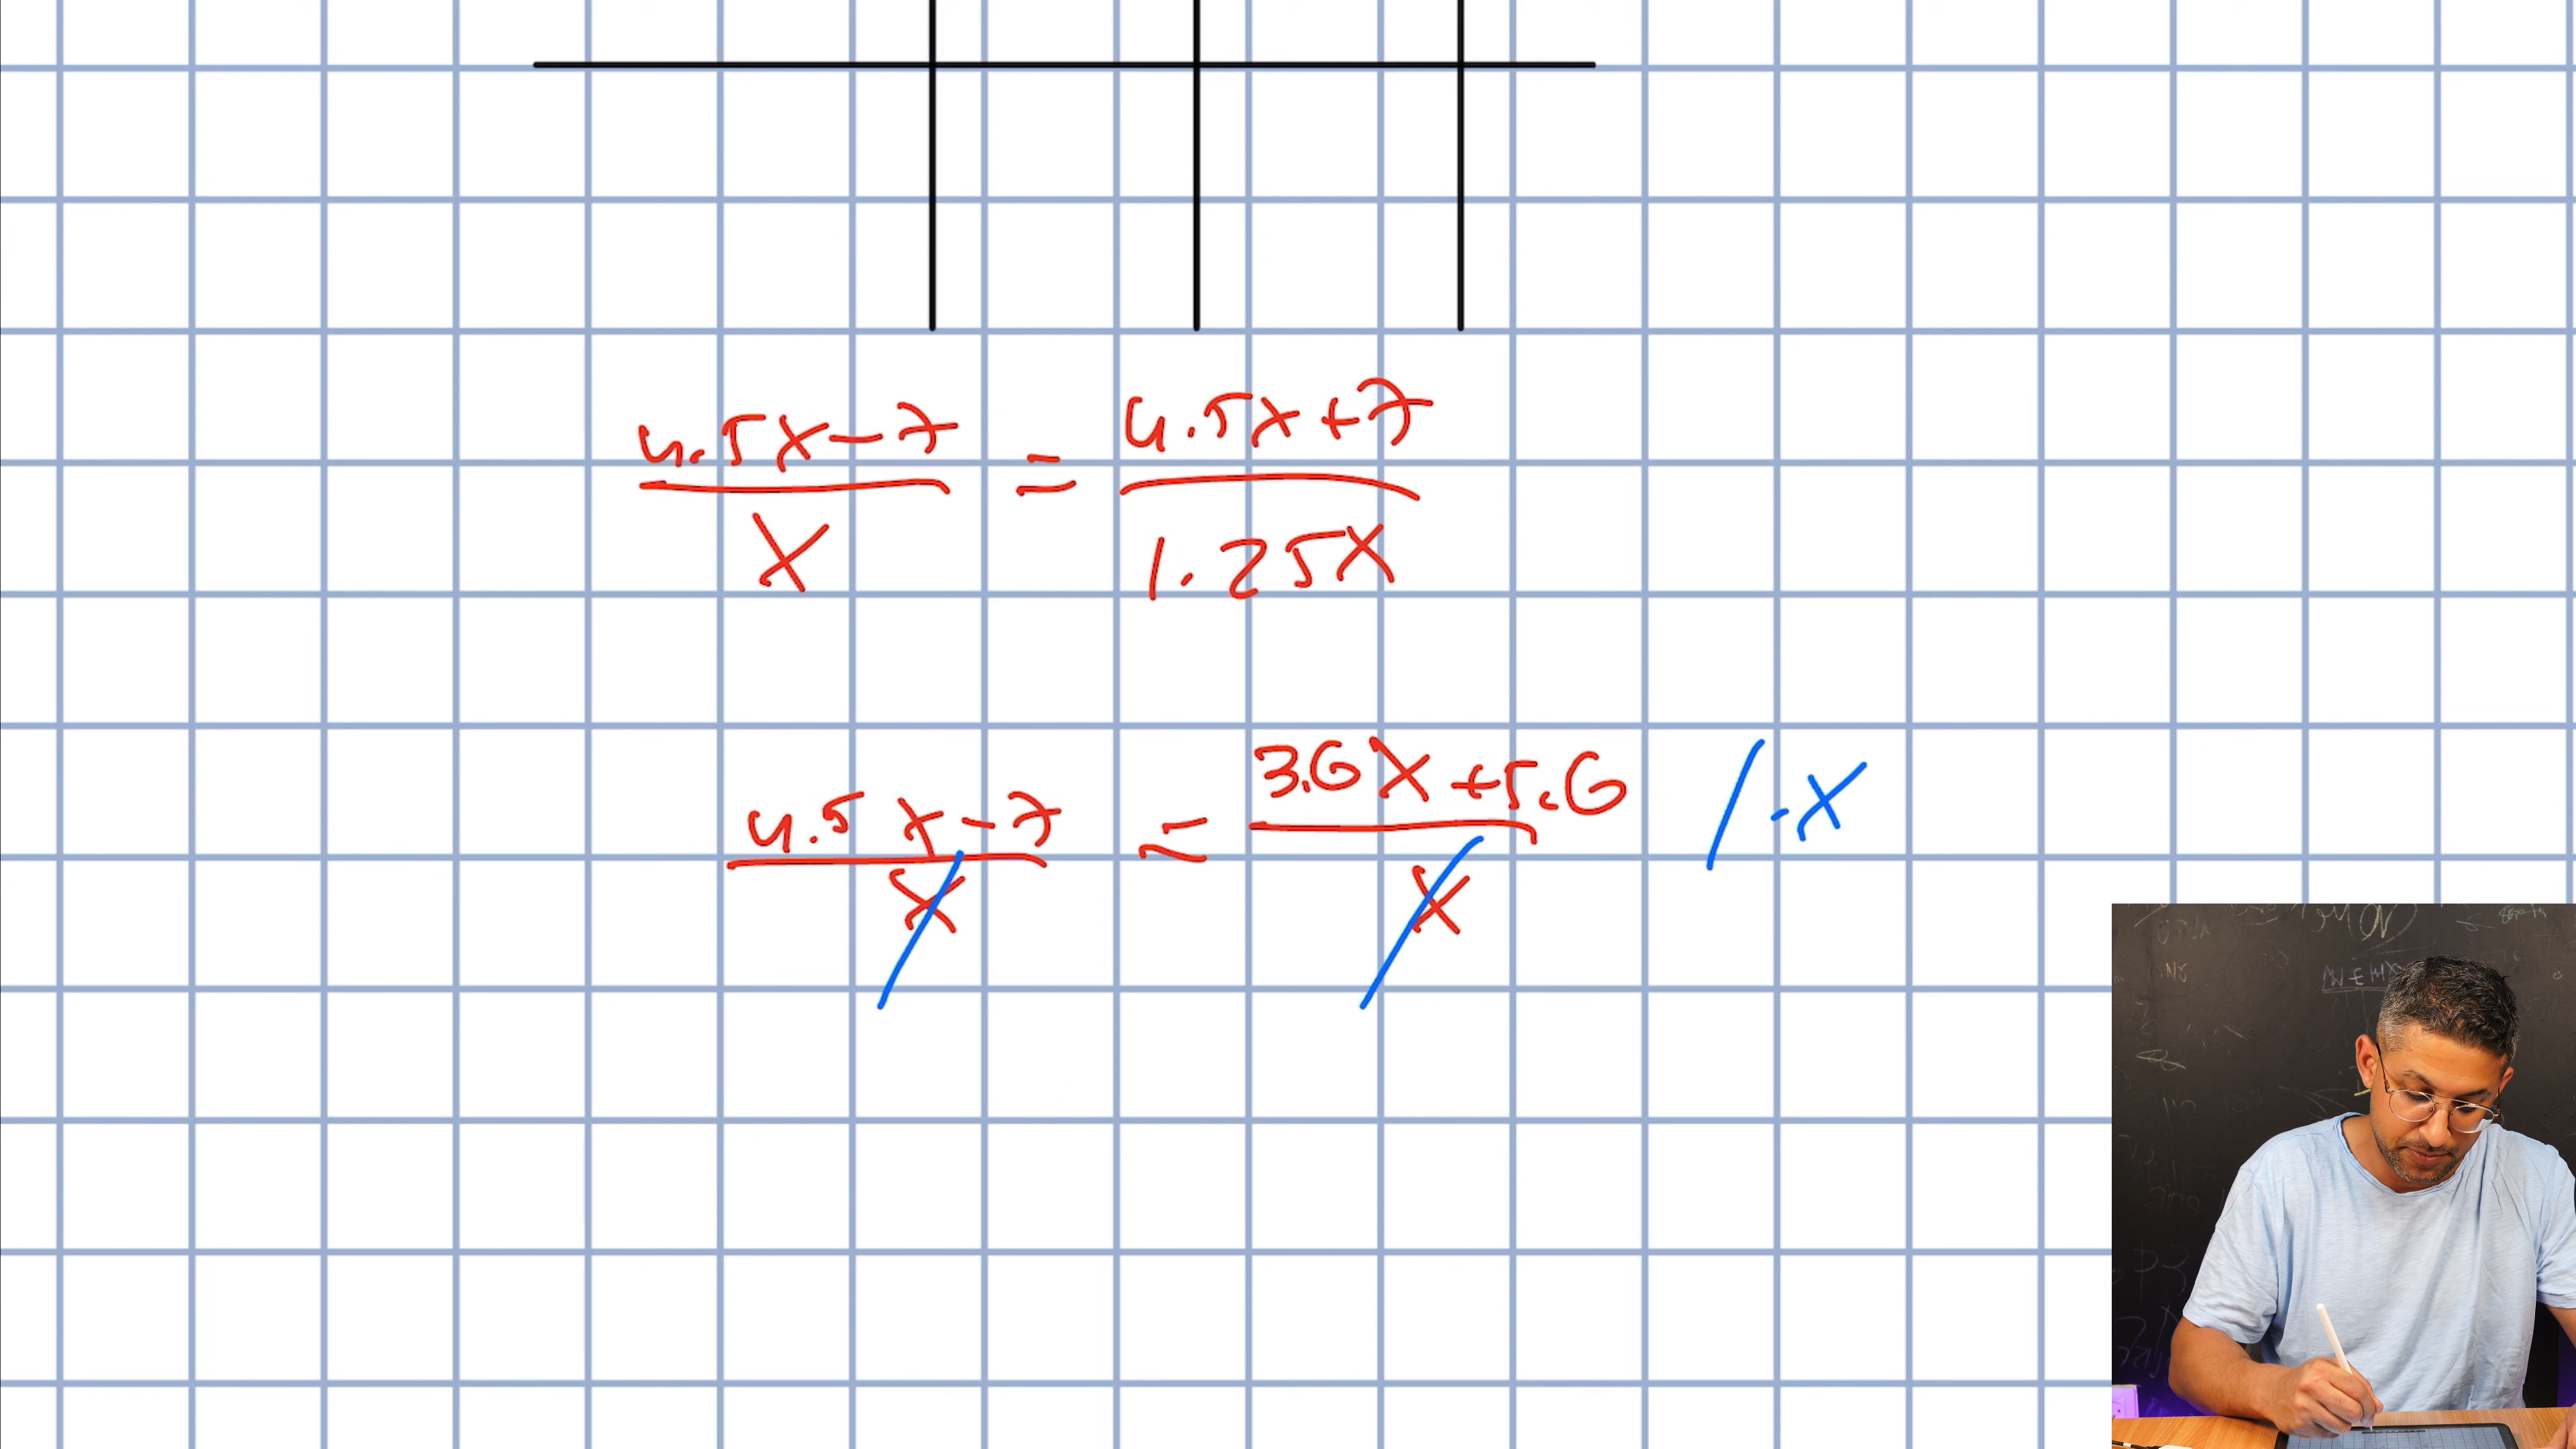 4.5x-7 = 4.5x+7
x 1.25x
4.5x-7 = 3.6x+5.6 /·x
x x